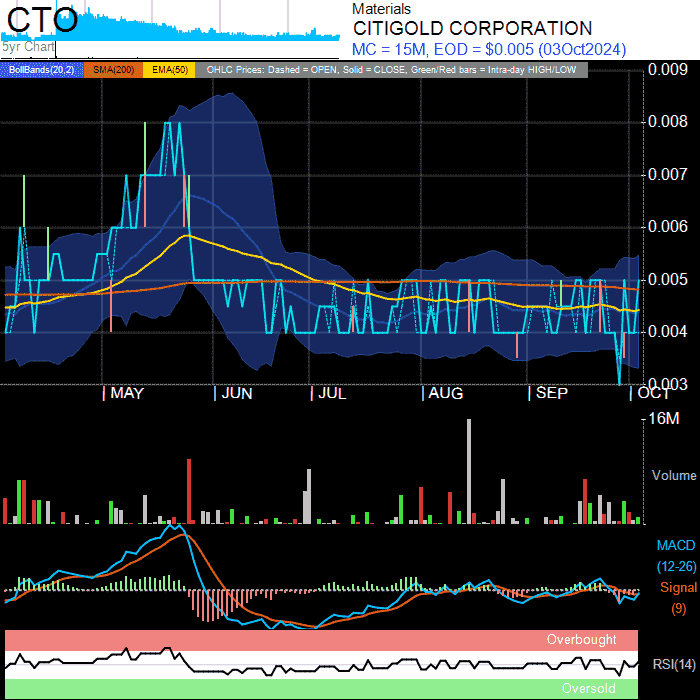 CTO
5yr Chart
Materials
CITIGOLD CORPORATION
MC = 15M, EOD = $0.005 (03Oct2024)
BollBands(20,2) SMA(200) EMA(50) OHLC Prices: Dashed = OPEN, Solid = CLOSE, Green/Red bars = Intra-day HIGH/LOW
0.009
0.008
0.007
0.006
0.005
0.004
0.003
MAY JUN JUL AUG SEP OCT
16M
Volume
MACD
(12-26)
Signal
(9)
Overbought
RSI(14)
Oversold